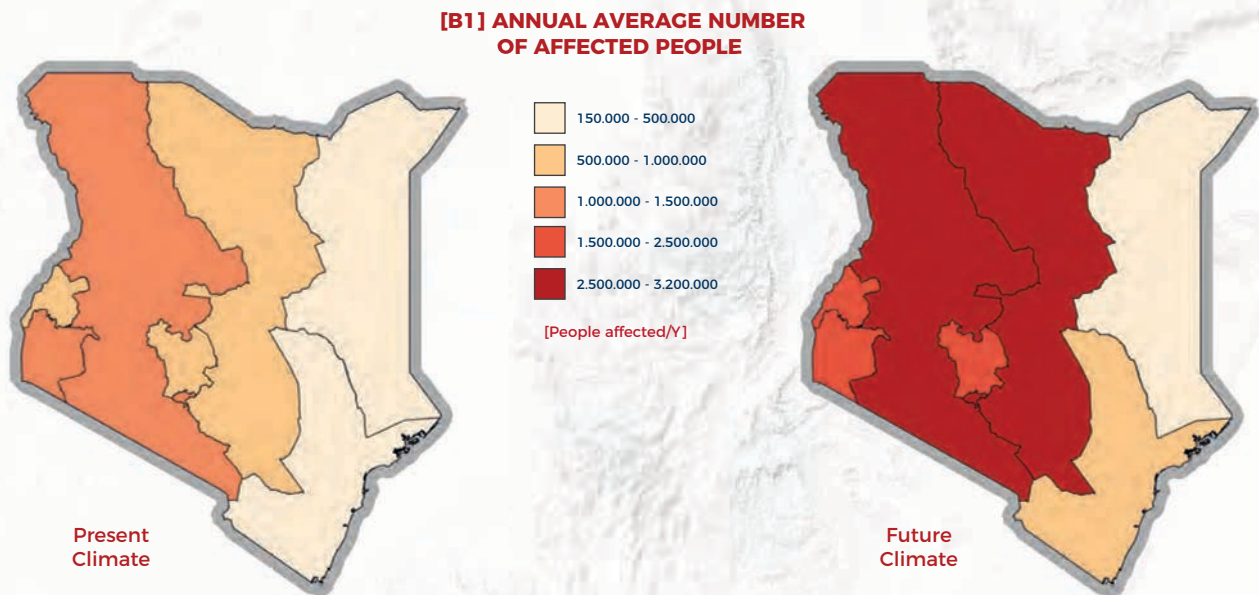 [B1] ANNUAL AVERAGE NUMBER
OF AFFECTED PEOPLE
150.000 - 500.000
500.000 - 1.000.000
1.000.000 - 1.500.000
1.500.000 - 2.500.000
2.500.000 - 3.200.000
[People affected/Y]
Present
Climate
Future
Climate